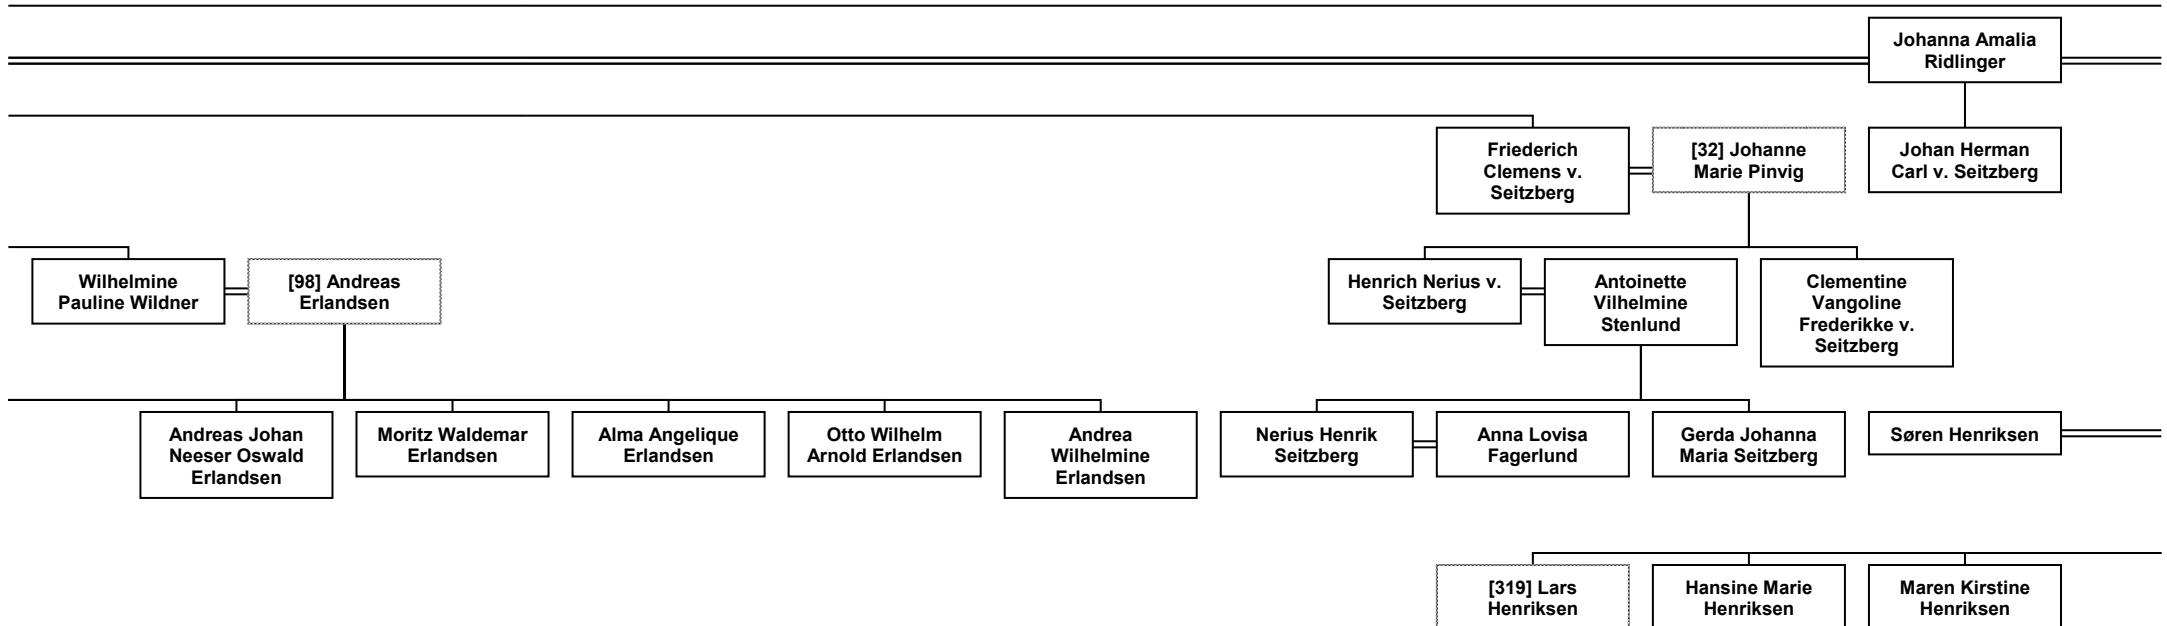 Johanna Amalia
Ridlinger
Friederich
Clemens v.
Seitzberg
[32] Johanne
Marie Pinvig
Johan Herman
Carl v. Seitzberg
Wilhelmine
Pauline Wildner
[98] Andreas
Erlandsen
Henrich Nerius v.
Seitzberg
Antoinette
Vilhelmine
Stenlund
Clementine
Vangoline
Frederikke v.
Seitzberg
Andreas Johan
Neeser Oswald
Erlandsen
Moritz Waldemar
Erlandsen
Alma Angelique
Erlandsen
Otto Wilhelm
Arnold Erlandsen
Andrea
Wilhelmine
Erlandsen
Nerius Henrik
Seitzberg
Anna Lovisa
Fagerlund
Gerda Johanna
Maria Seitzberg
Søren Henriksen
[319] Lars
Henriksen
Hansine Marie
Henriksen
Maren Kirstine
Henriksen